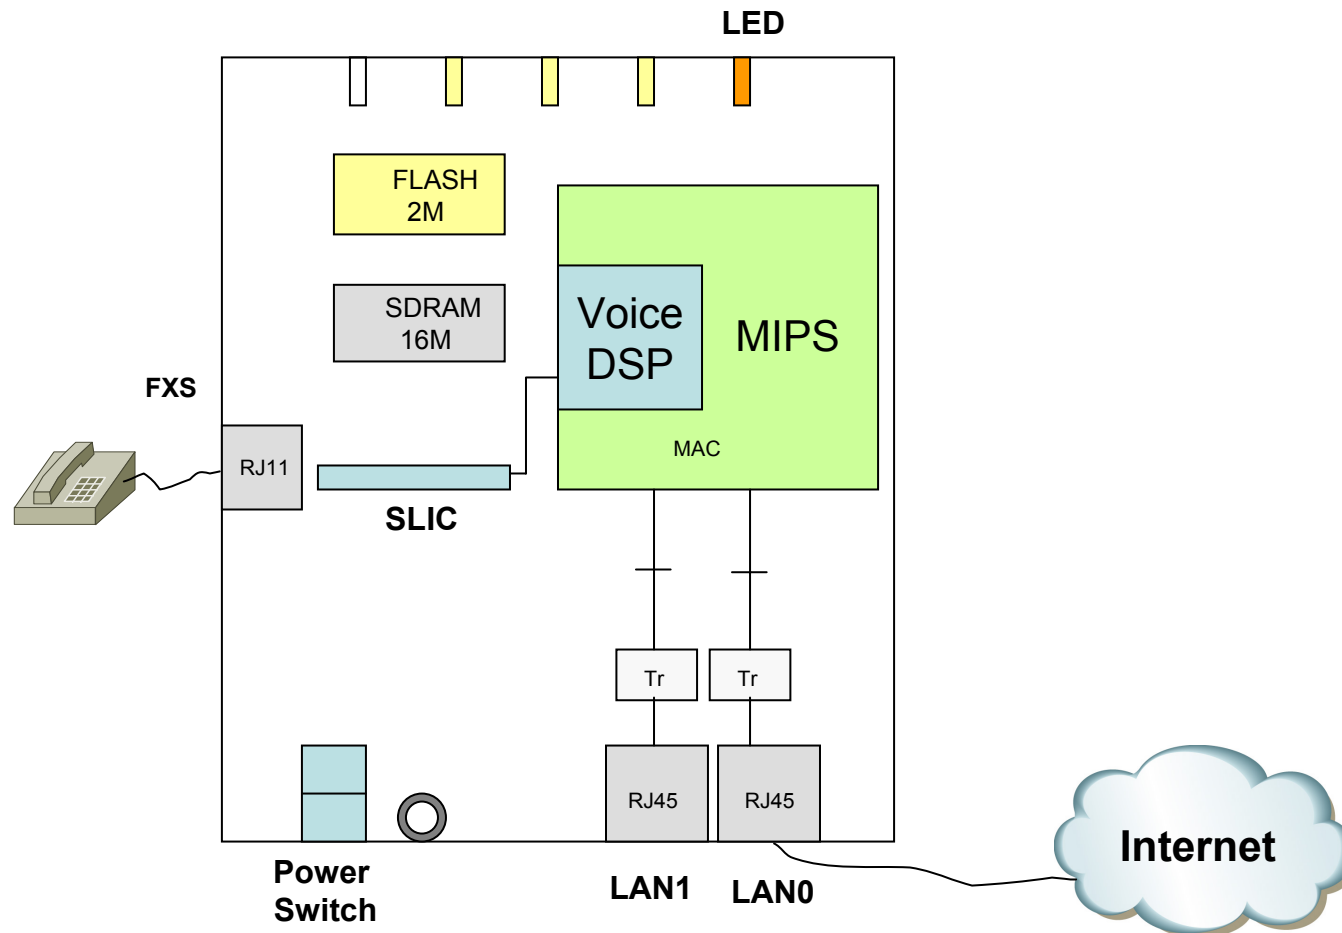 LED
FLASH
2M
SDRAM
16M
Voice
DSP
MIPS
MAC
FXS
RJ11
SLIC
Tr
Tr
RJ45
RJ45
Internet
Power
Switch
LAN1
LAN0